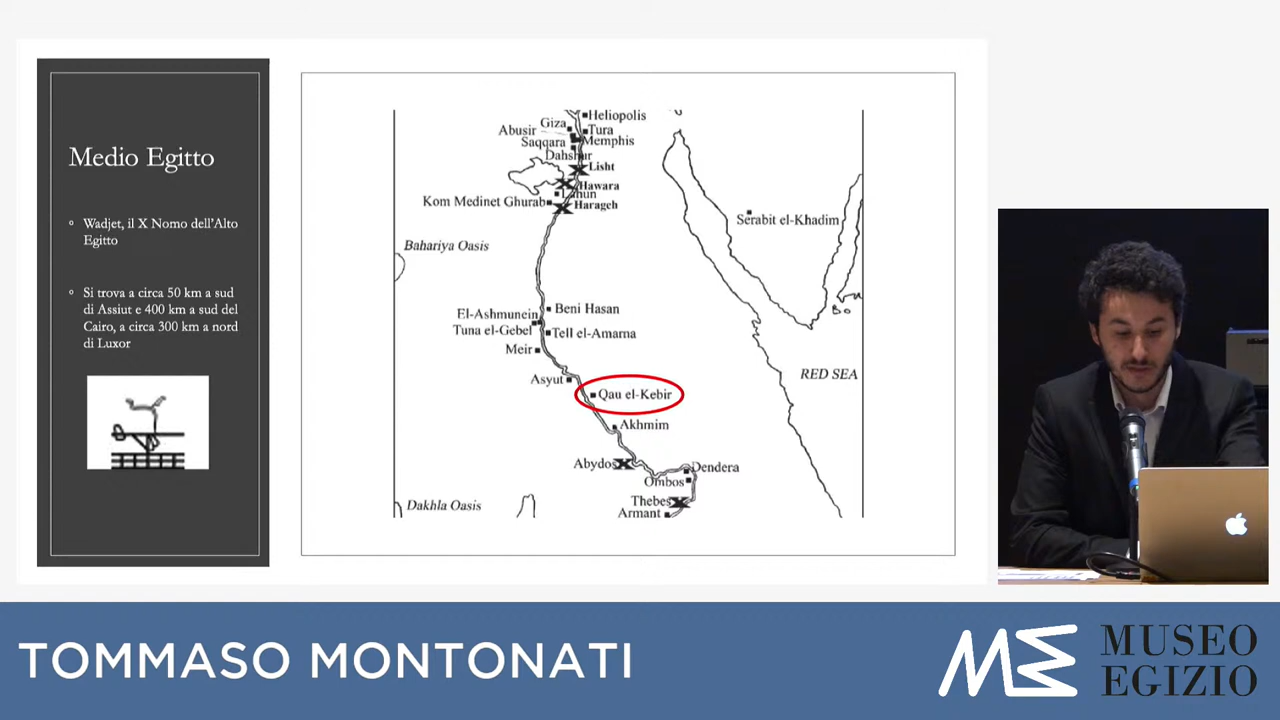 Medio Egitto
° Wadjet, il X Nomo dell'Alto
Egitto
° Si trova a circa 50 km a sud
di Assiut e 400 km a sud del
Cairo, a circa 300 km a nord
di Luxor
Heliopolis
Giza
Abusir
Tura
Saqqara
Memphis
Dahshur
Lisht
Hawara
Lahun
Kom Medinet Ghurab
Harageh
Serabit el-Khadim
Bahariya Oasis
Beni Hasan
El-Ashmunein
Tuna el-Gebel
Tell el-Amarna
Meir
RED SEA
Asyut
Qau el-Kebir
Akhmim
Abydos
Dendera
Ombos
Thebes
Dakhla Oasis
Armant
TOMMASO MONTONATI
ME
MUSEO
EGIZIO